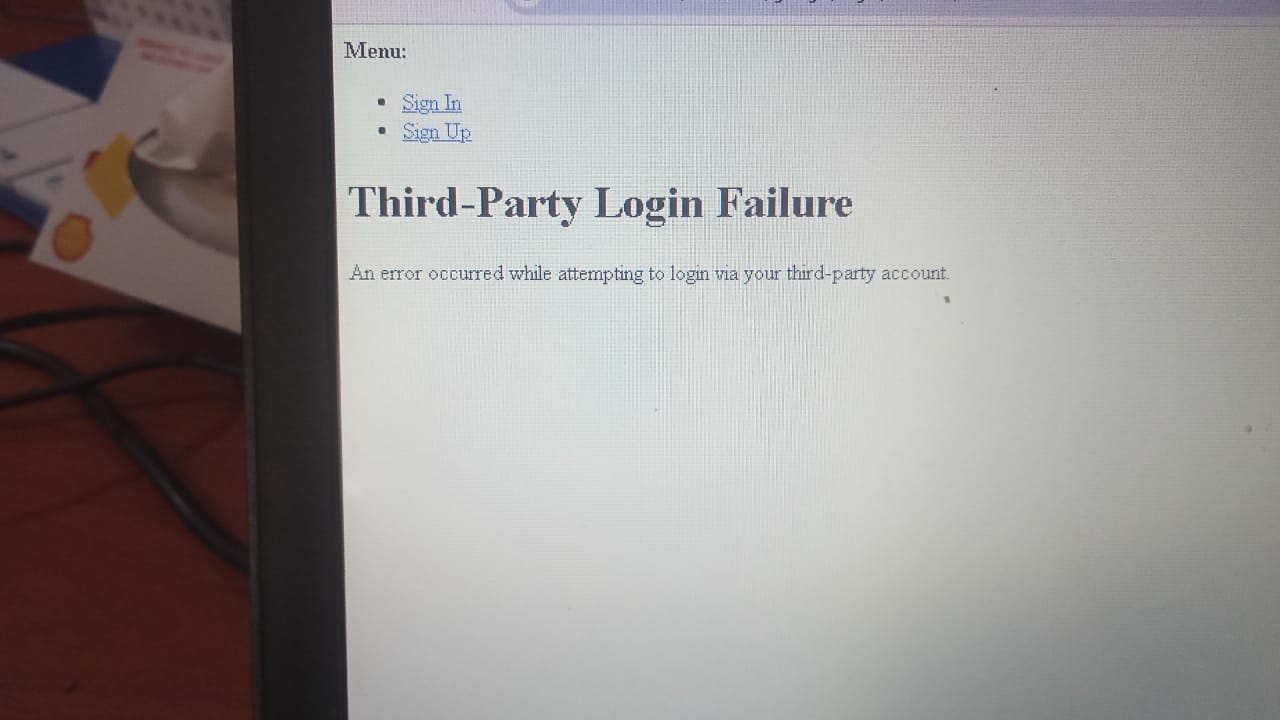 Menu:
Sign In
Sign Up
Third-Party Login Failure
An error occurred while attempting to login via your third-party account.